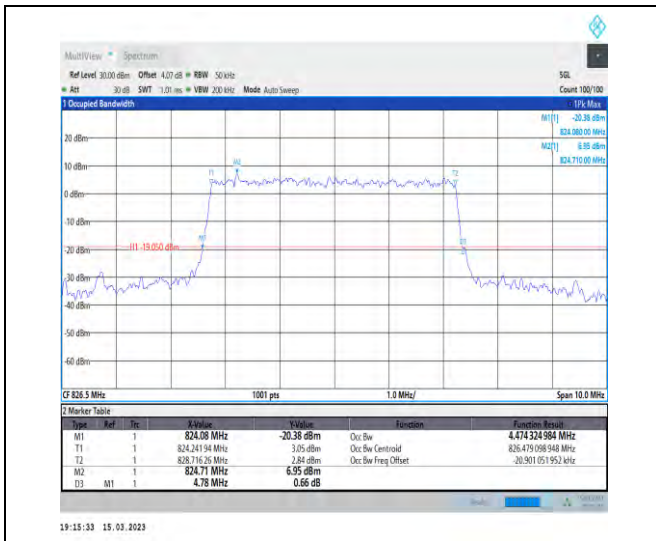 MultiView Spectrum
Ref Level 30.00 dBm Offset 4.07 dB RBW 50 kHz SGL
Att 30 dB SWT 1.01 ms VBW 200 kHz Mode Auto Sweep Count 100/100
1 Occupied Bandwidth 1Pk Max
M1[1] -20.38 dBm
824.080 00 MHz
M2[1] 6.95 dBm
824.710 00 MHz
20 dBm
10 dBm
0 dBm
-10 dBm
-20 dBm
-30 dBm
-40 dBm
-50 dBm
-60 dBm
T1
M2
T2
M1
D3
H1 -19.050 dBm
CF 826.5 MHz 1001 pts 1.0 MHz/ Span 10.0 MHz
2 Marker Table
Type Ref Trc X-Value Y-Value Function Function Result
M1 1 824.08 MHz -20.38 dBm Occ Bw 4.474 324 984 MHz
T1 1 824.241 94 MHz 3.05 dBm Occ Bw Centroid 826.479 098 948 MHz
T2 1 828.716 26 MHz 2.84 dBm Occ Bw Freq Offset -20.901 051 952 kHz
M2 1 824.71 MHz 6.95 dBm
D3 M1 1 4.78 MHz 0.66 dB
Ready
19:15:33 15.03.2023